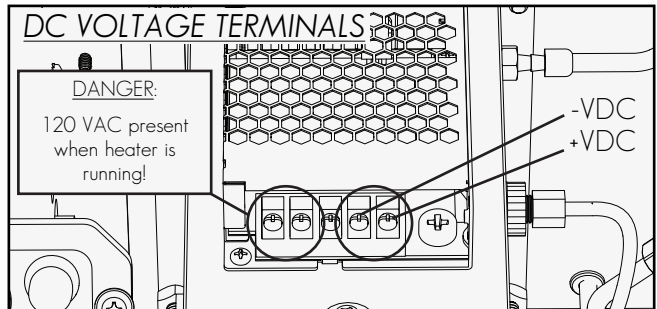 DC VOLTAGE TERMINALS
DANGER:
120 VAC present
when heater is
running!
-VDC
+VDC